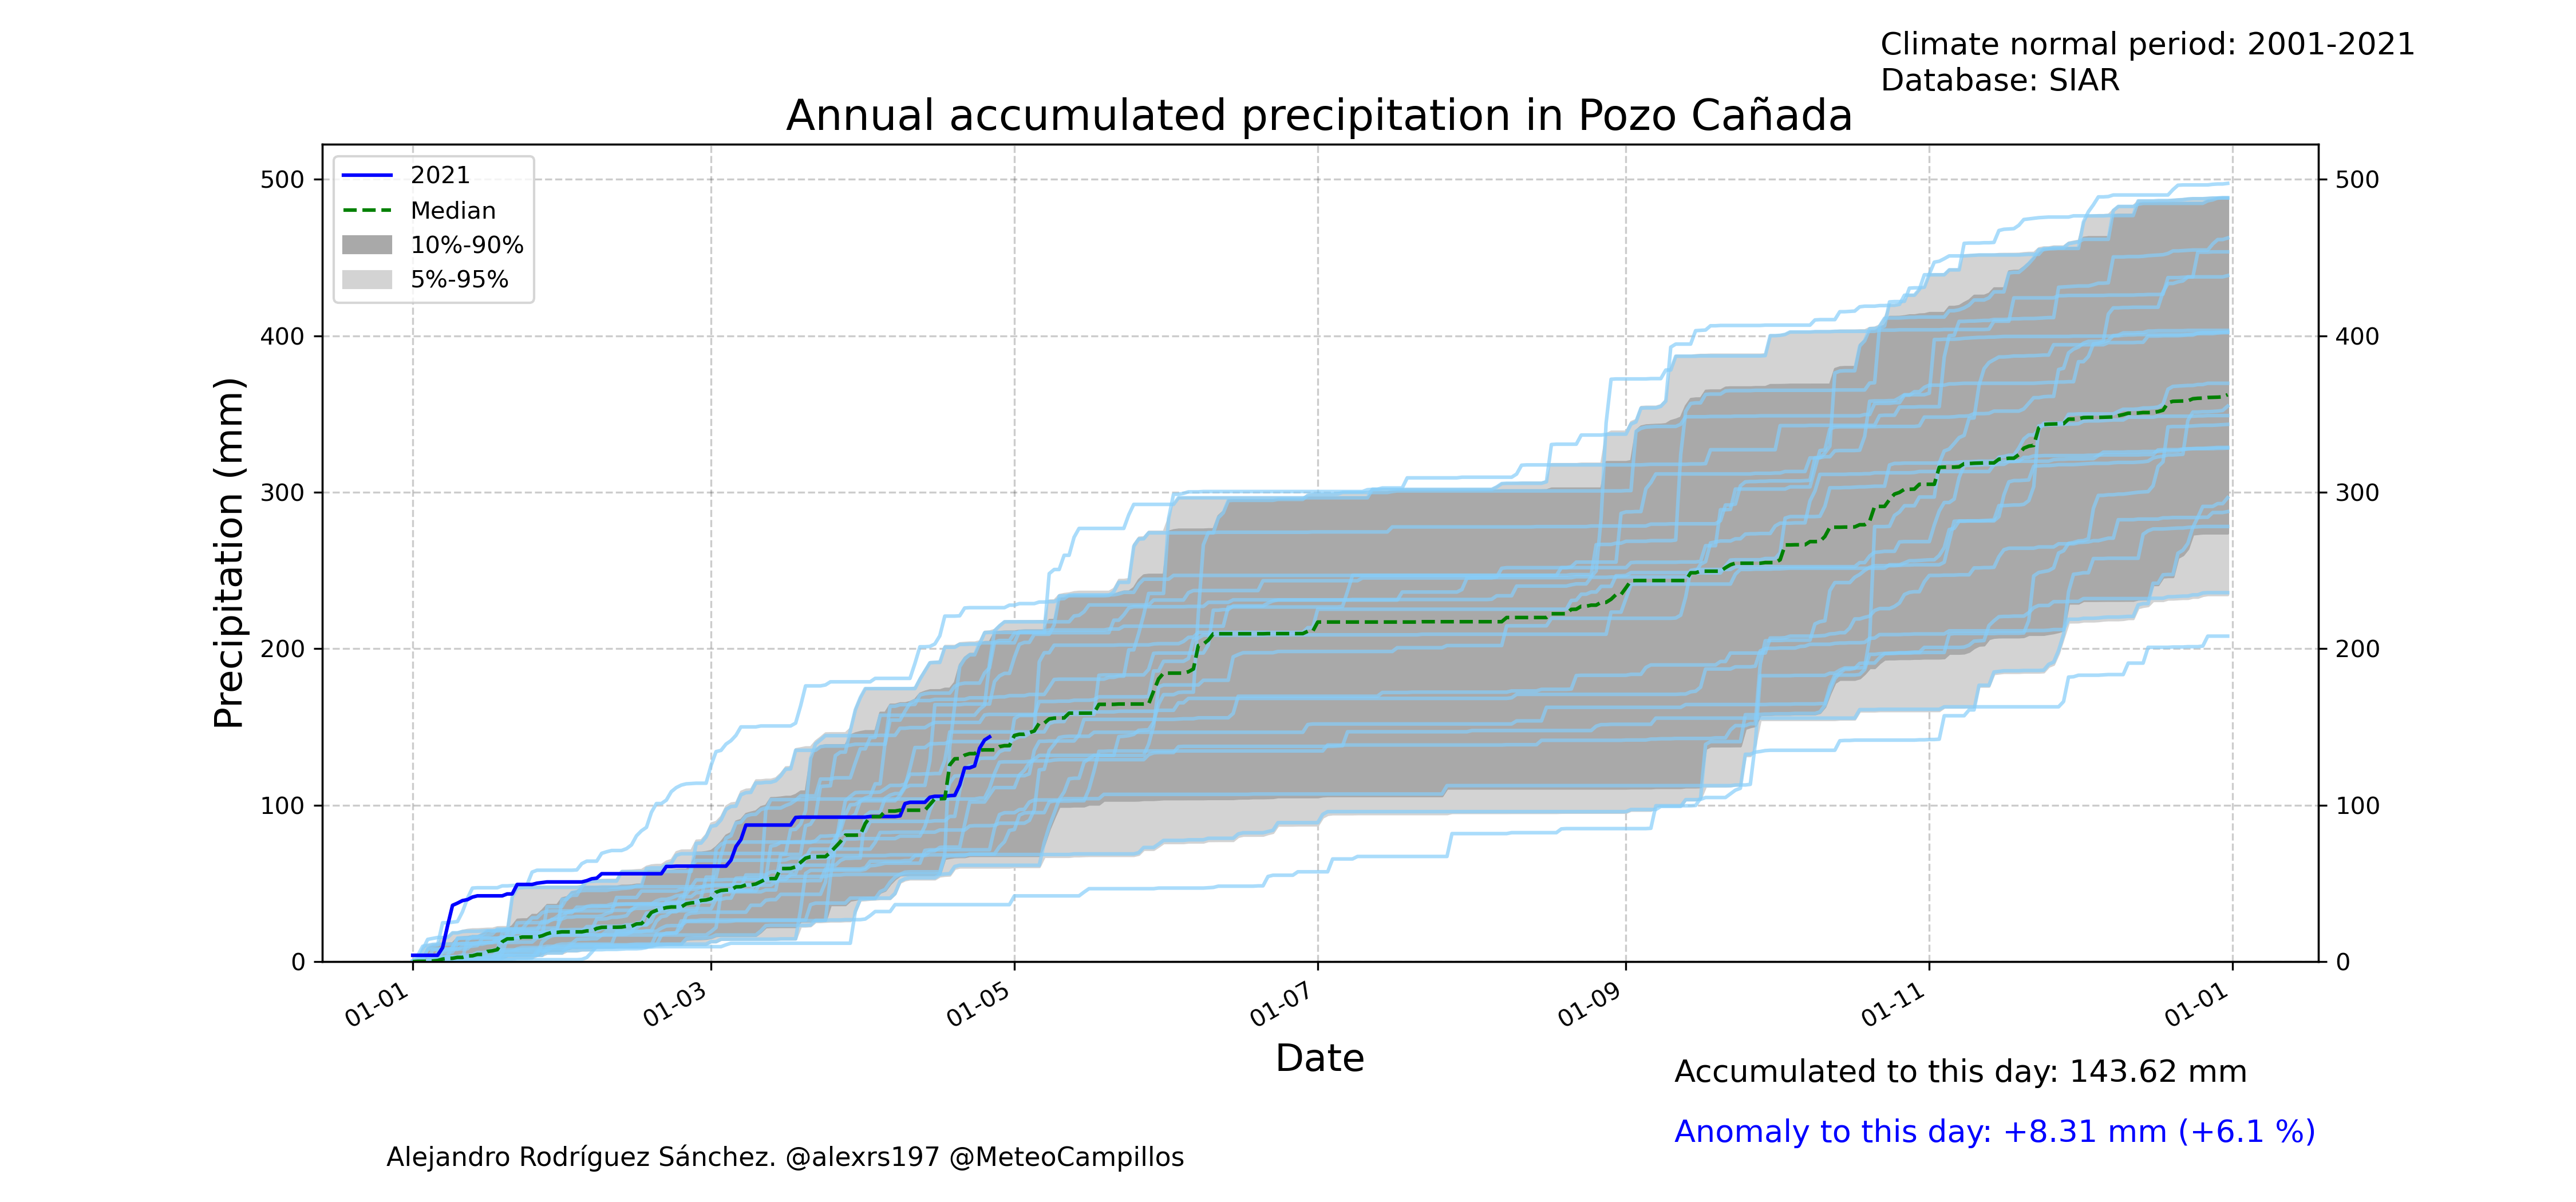 Climate normal period: 2001-2021
Database: SIAR
Annual accumulated precipitation in Pozo Cañada
2021
Median
10%-90%
5%-95%
Precipitation (mm)
500
400
300
200
100
0
500
400
300
200
100
0
01-01
01-03
01-05
01-07
01-09
01-11
01-01
Date
Accumulated to this day: 143.62 mm
Anomaly to this day: +8.31 mm (+6.1 %)
Alejandro Rodríguez Sánchez. @alexrs197 @MeteoCampillos